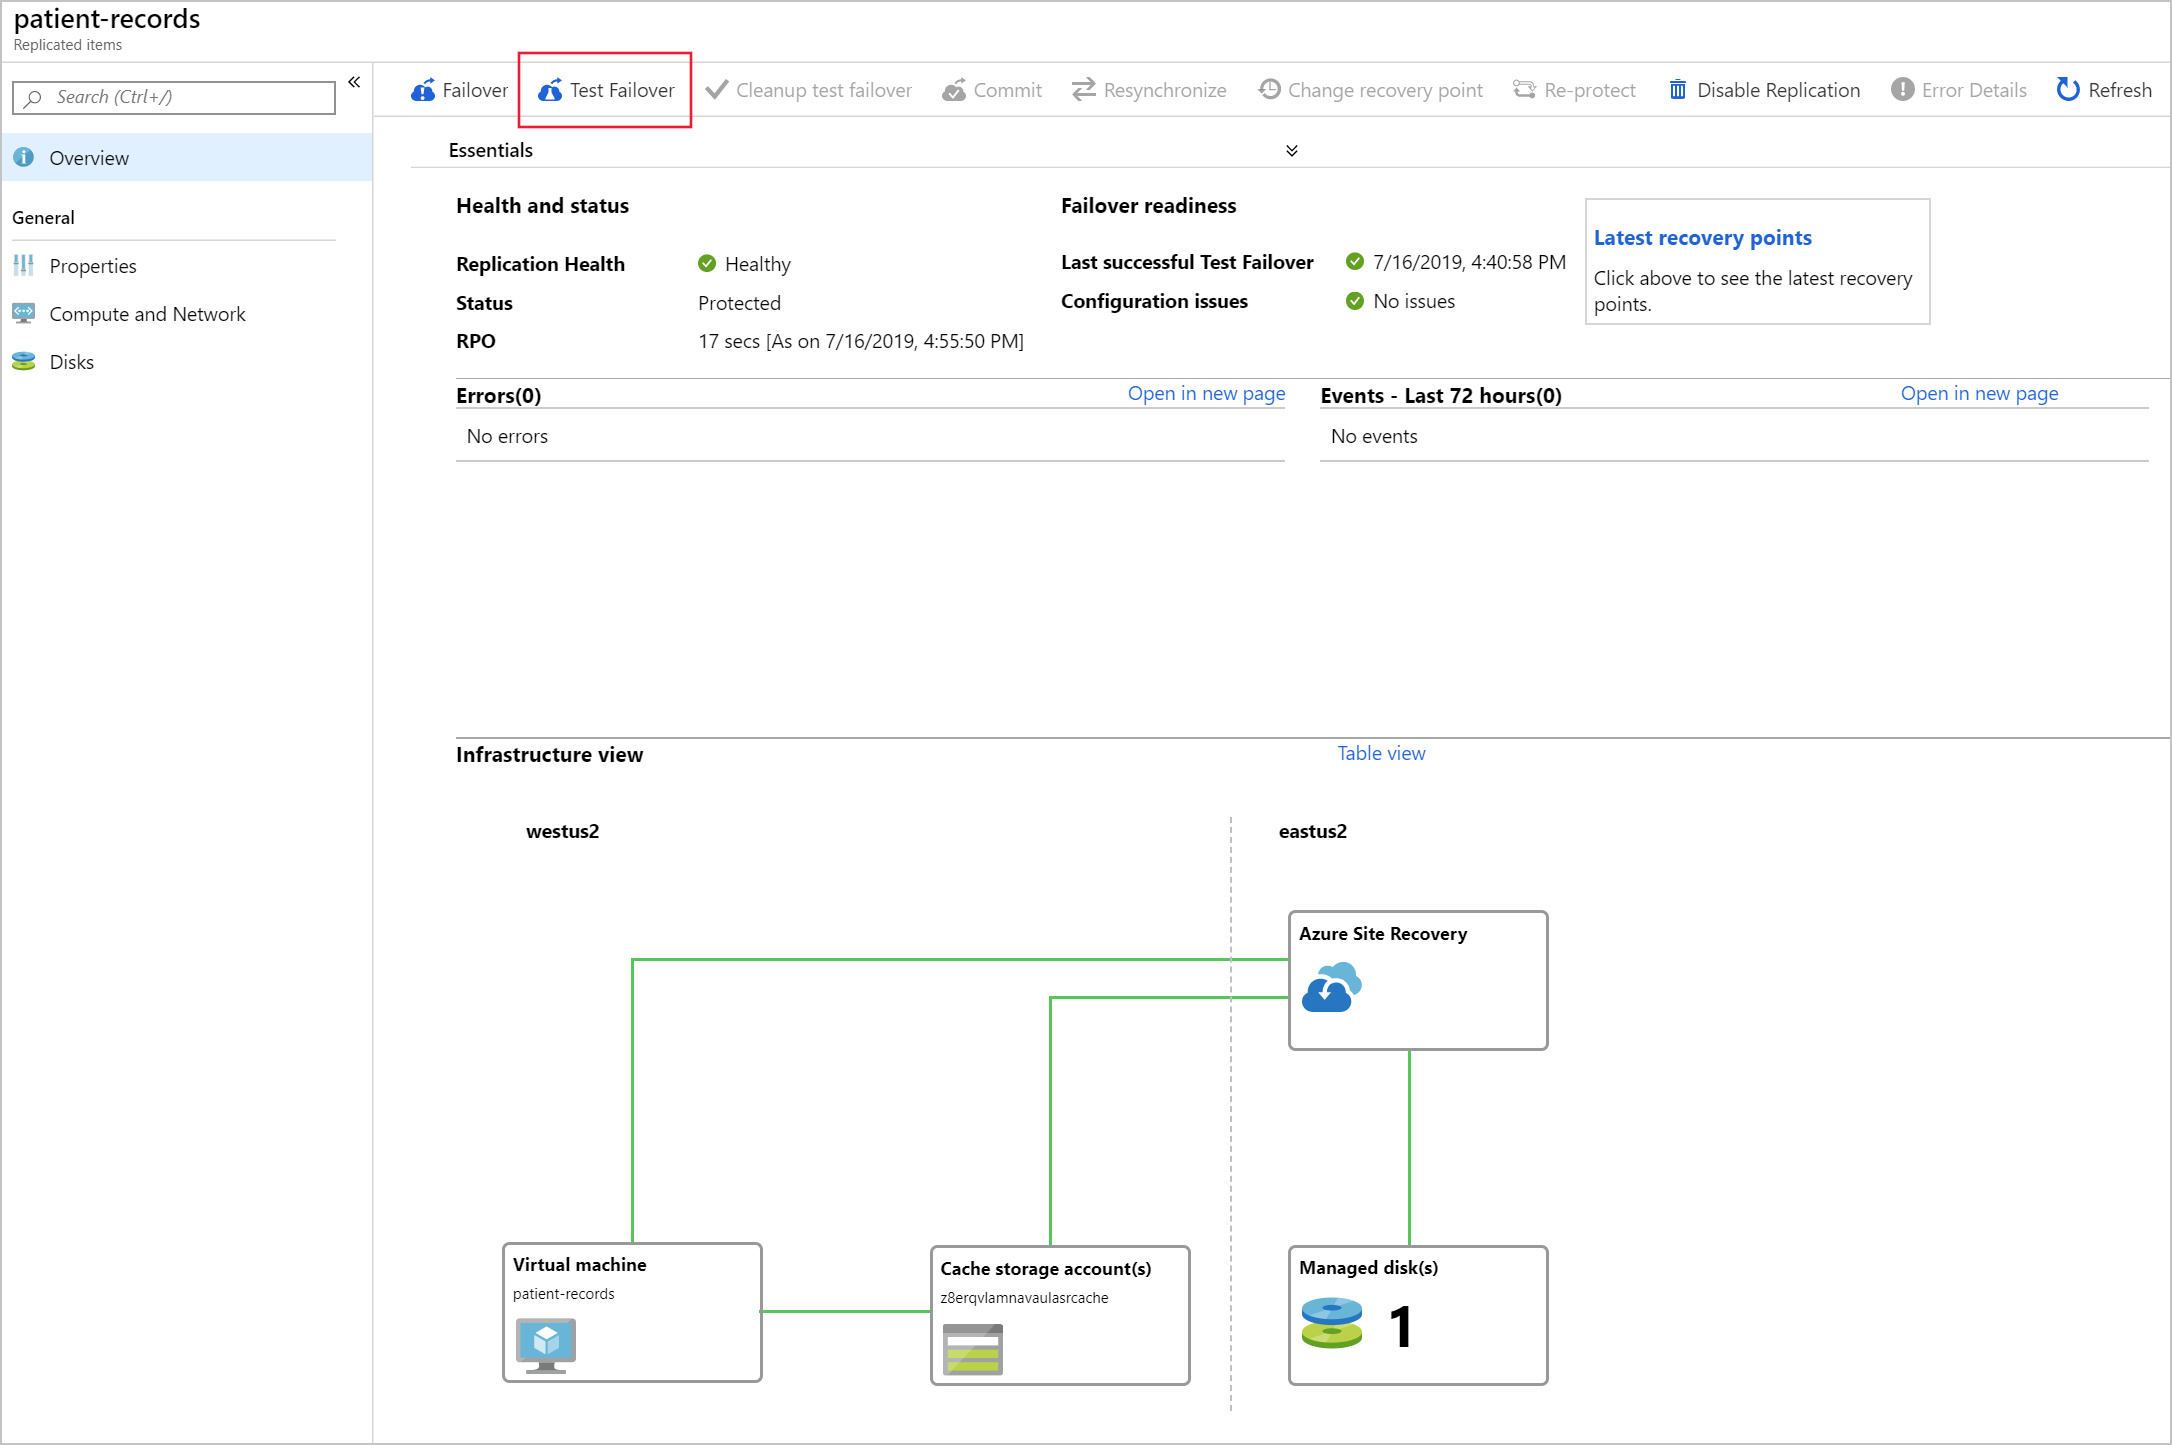 patient-records
Replicated items
Search (Ctrl+/)
Overview
General
Properties
Compute and Network
Disks
Failover
Test Failover
Cleanup test failover
Commit
Resynchronize
Change recovery point
Re-protect
Disable Replication
Error Details
Refresh
Essentials
Health and status
Replication Health Healthy
Status Protected
RPO 17 secs [As on 7/16/2019, 4:55:50 PM]
Failover readiness
Last successful Test Failover 7/16/2019, 4:40:58 PM
Configuration issues No issues
Latest recovery points
Click above to see the latest recovery
points.
Errors(0) Open in new page
No errors
Events - Last 72 hours(0) Open in new page
No events
Infrastructure view Table view
westus2
eastus2
Azure Site Recovery
Virtual machine
patient-records
Cache storage account(s)
z8erqvlamnavaulasrcache
Managed disk(s)
1